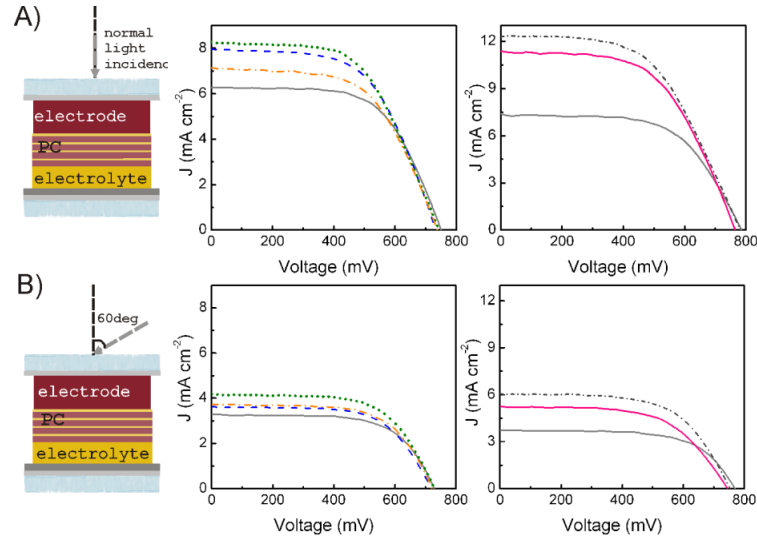 A)
normal
light
incidenc
electrode
PC
electrolyte
J (mA cm-2)
8
6
4
2
0
0 200 400 600 800
Voltage (mV)
J (mA cm-2)
12
9
6
3
0
0 200 400 600 800
Voltage (mV)
B)
60deg
electrode
PC
electrolyte
J (mA cm-2)
8
6
4
2
0
0 200 400 600 800
Voltage (mV)
J (mA cm-2)
12
9
6
3
0
0 200 400 600 800
Voltage (mV)